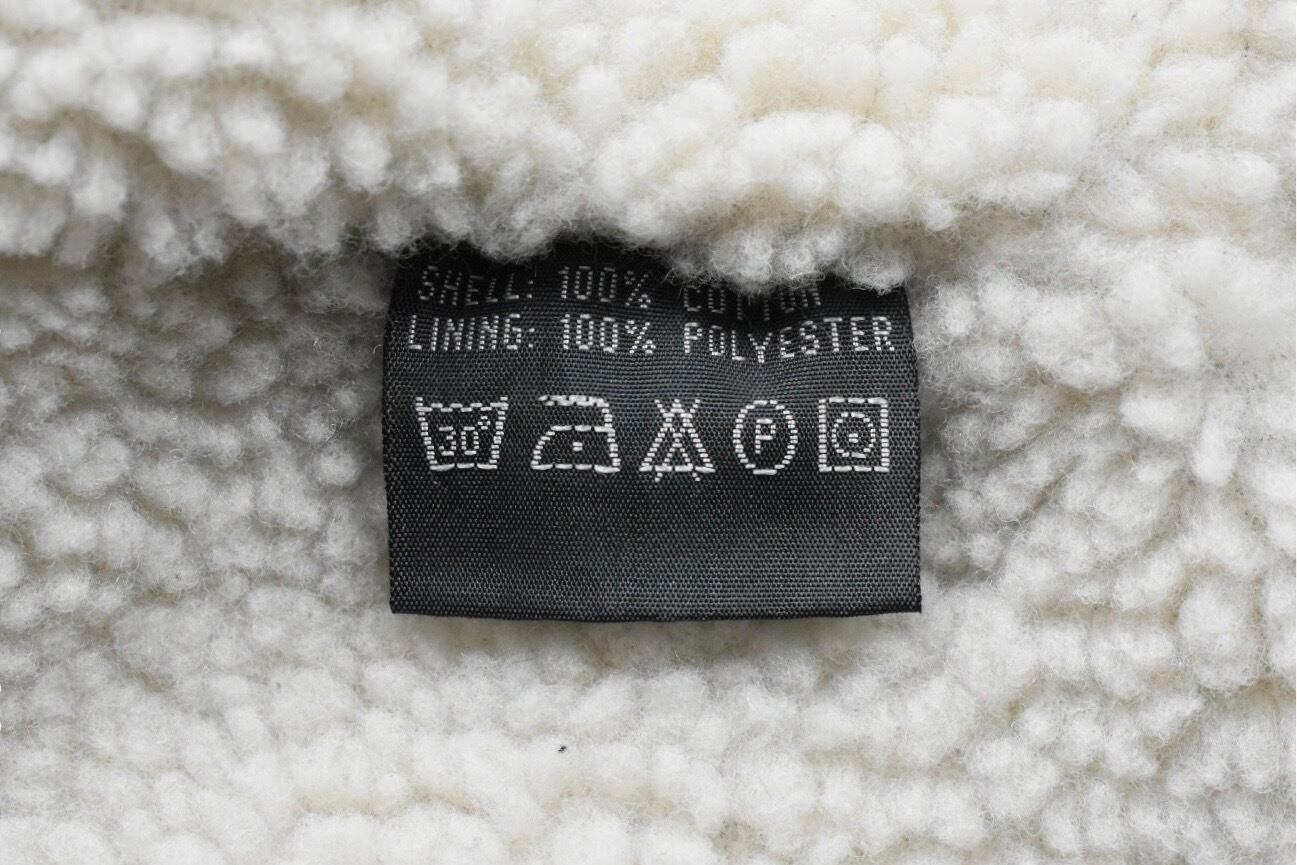 SHELL: 100% COTTON
LINING: 100% POLYESTER
30°
P